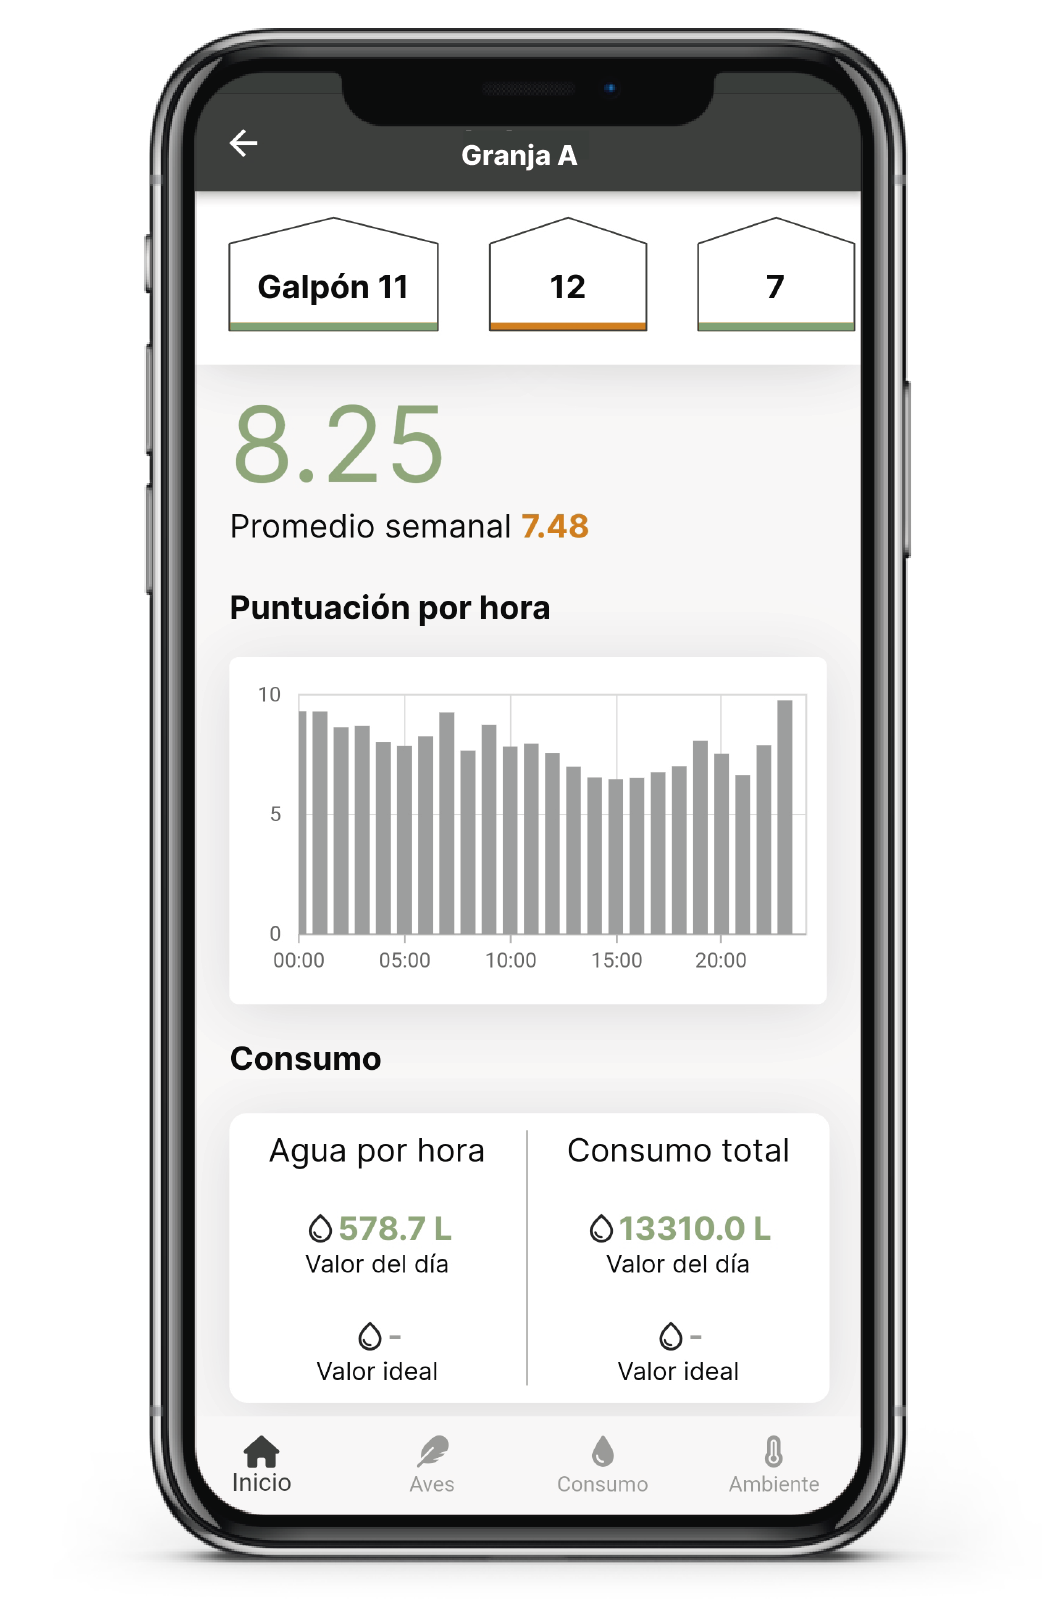 Granja A
Galpón 11 12 7
8.25
Promedio semanal 7.48
Puntuación por hora
10
5
0
00:00 05:00 10:00 15:00 20:00
Consumo
Agua por hora Consumo total
578.7 L 13310.0 L
Valor del día Valor del día
- -
Valor ideal Valor ideal
Inicio Aves Consumo Ambiente